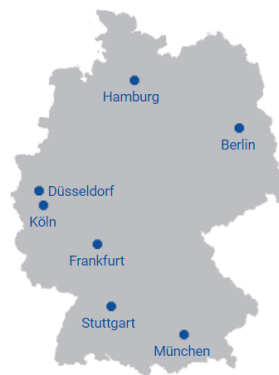 Hamburg
Berlin
Düsseldorf
Köln
Frankfurt
Stuttgart
München